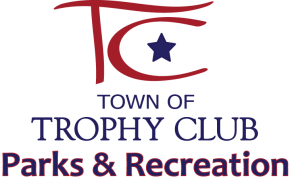 TC
TOWN OF
TROPHY CLUB
Parks & Recreation